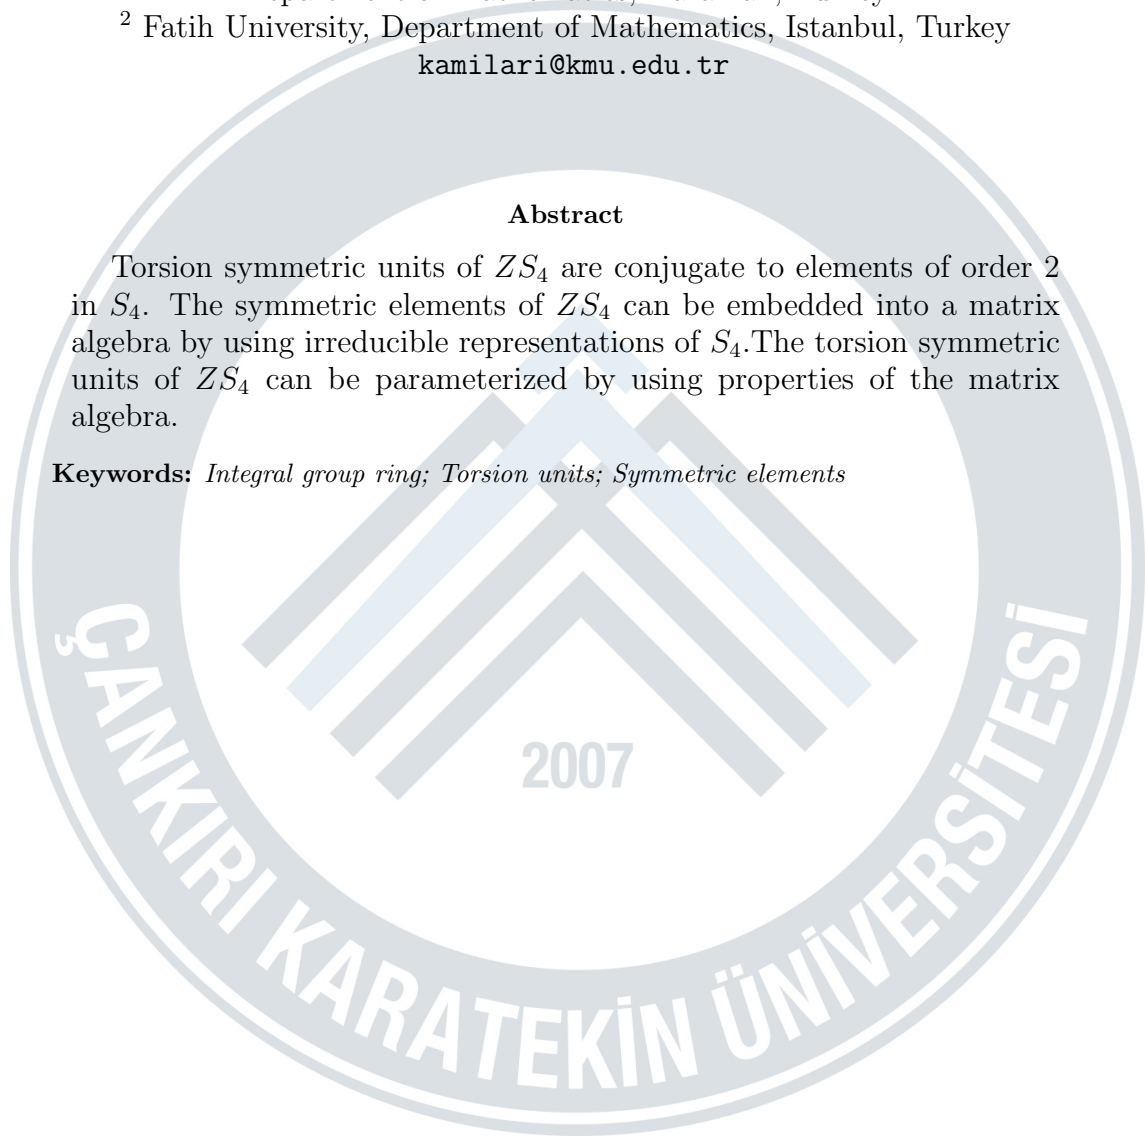 ² Fatih University, Department of Mathematics, Istanbul, Turkey
kamilari@kmu.edu.tr
Abstract
Torsion symmetric units of ZS₄ are conjugate to elements of order 2
in S₄. The symmetric elements of ZS₄ can be embedded into a matrix
algebra by using irreducible representations of S₄.The torsion symmetric
units of ZS₄ can be parameterized by using properties of the matrix
algebra.
Keywords: Integral group ring; Torsion units; Symmetric elements
2007
ÇANKIRI KARATEKİN ÜNİVERSİTESİ